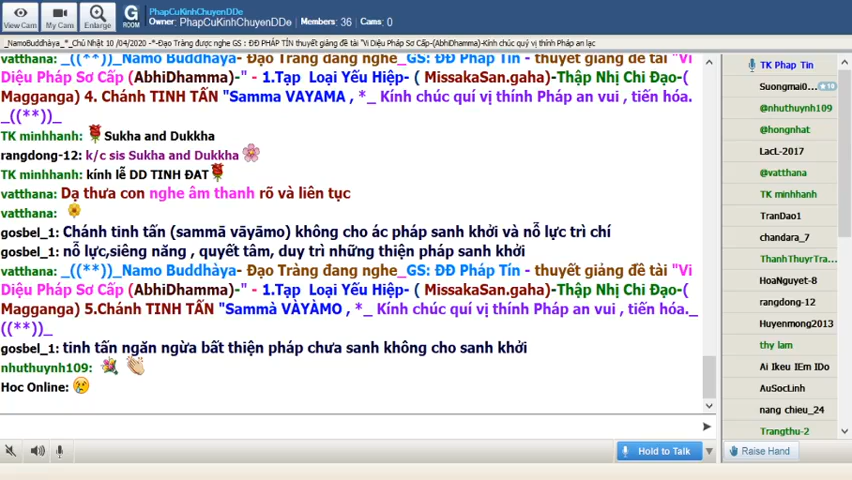 PhapCuKinhChuyenDDe
Owner: PhapCuKinhChuyenDDe • Members: 36 • Cams: 0
View Cam
My Cam
Enlarge
G
ROOM
_NamoBuddhàya_*_Chủ Nhật 10 /04/2020 -*-Đạo Tràng được nghe GS : ĐĐ PHÁP TÍN thuyết giảng đề tài "Vi Diệu Pháp Sơ Cấp-(AbhiDhamma)-Kính chúc quý vị thính Pháp an lạc
vatthana: _((**))_Namo Buddhàya- Đạo Tràng đang nghe_GS: ĐĐ Pháp Tín - thuyết giảng đề tài "Vi
Diệu Pháp Sơ Cấp (AbhiDhamma)-" - 1.Tạp Loại Yếu Hiệp- ( MissakaSan.gaha)-Thập Nhị Chi Đạo-(
Magganga) 4. Chánh TINH TẤN "Samma VAYAMA , *_ Kính chúc quí vị thính Pháp an vui , tiến hóa.
_((**))_
TK minhhanh: Sukha and Dukkha
rangdong-12: k/c sis Sukha and Dukkha
TK minhhanh: kính lễ DD TINH ĐAT
vatthana: Dạ thưa con nghe âm thanh rõ và liên tục
vatthana:
gosbel_1: Chánh tinh tấn (sammā vāyāmo) không cho ác pháp sanh khởi và nỗ lực trì chí
gosbel_1: nỗ lực,siêng năng , quyết tâm, duy trì những thiện pháp sanh khởi
vatthana: _((**))_Namo Buddhàya- Đạo Tràng đang nghe_GS: ĐĐ Pháp Tín - thuyết giảng đề tài "Vi
Diệu Pháp Sơ Cấp (AbhiDhamma)-" - 1.Tạp Loại Yếu Hiệp- ( MissakaSan.gaha)-Thập Nhị Chi Đạo-(
Magganga) 5.Chánh TINH TẤN "Sammà VÀYÀMO , *_ Kính chúc quí vị thính Pháp an vui , tiến hóa._
((**))_
gosbel_1: tinh tấn ngăn ngừa bất thiện pháp chưa sanh không cho sanh khởi
nhuthuynh109:
Hoc Online:
Hold to Talk
TK Phap Tin
Suongmai0... 10
@nhuthuynh109
@hongnhat
LacL-2017
@vatthana
TK minhhanh
TranDao1
chandara_7
ThanhThuyrTra...
HoaNguyet-8
rangdong-12
Huyenmong2013
thy lam
Ai Ikeu IEm IDo
AuSocLinh
nang chieu_24
Trangthu-2
Raise Hand